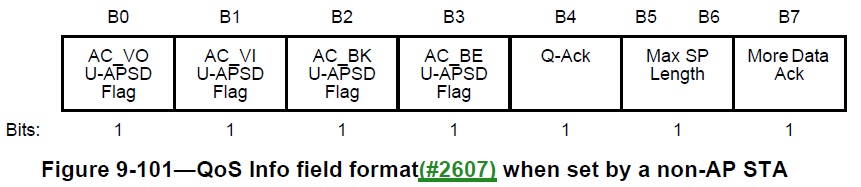 B0 B1 B2 B3 B4 B5 B6 B7
AC_VO AC_VI AC_BK AC_BE Q-Ack Max SP More Data
U-APSD U-APSD U-APSD U-APSD Length Ack
Flag Flag Flag Flag
Bits: 1 1 1 1 1 1 1
Figure 9-101—QoS Info field format(#2607) when set by a non-AP STA